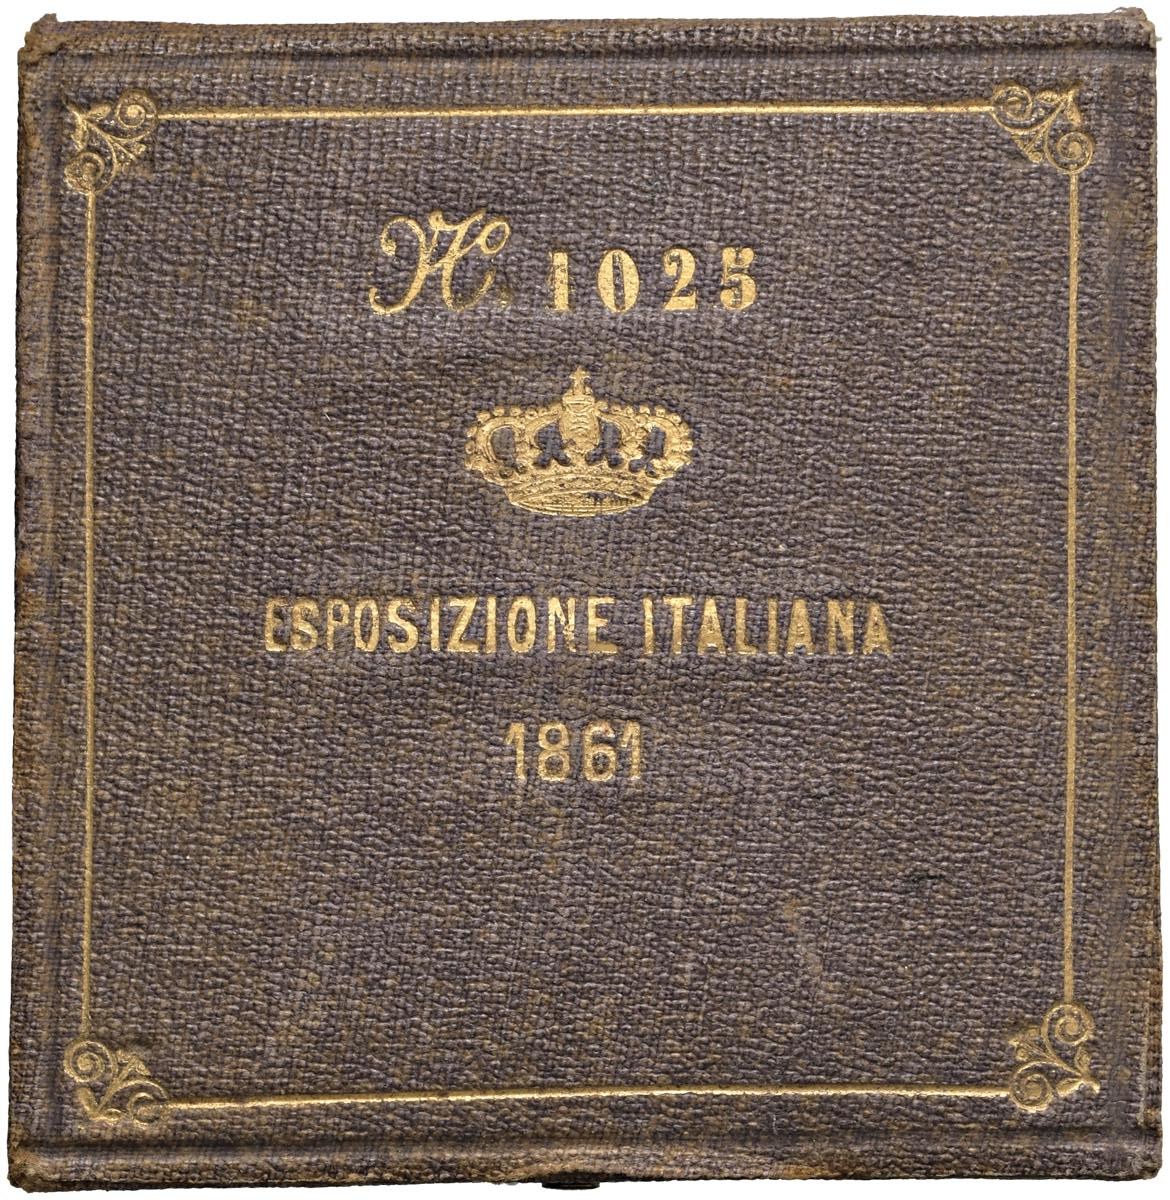 Nº. 1025
ESPOSIZIONE ITALIANA
1861